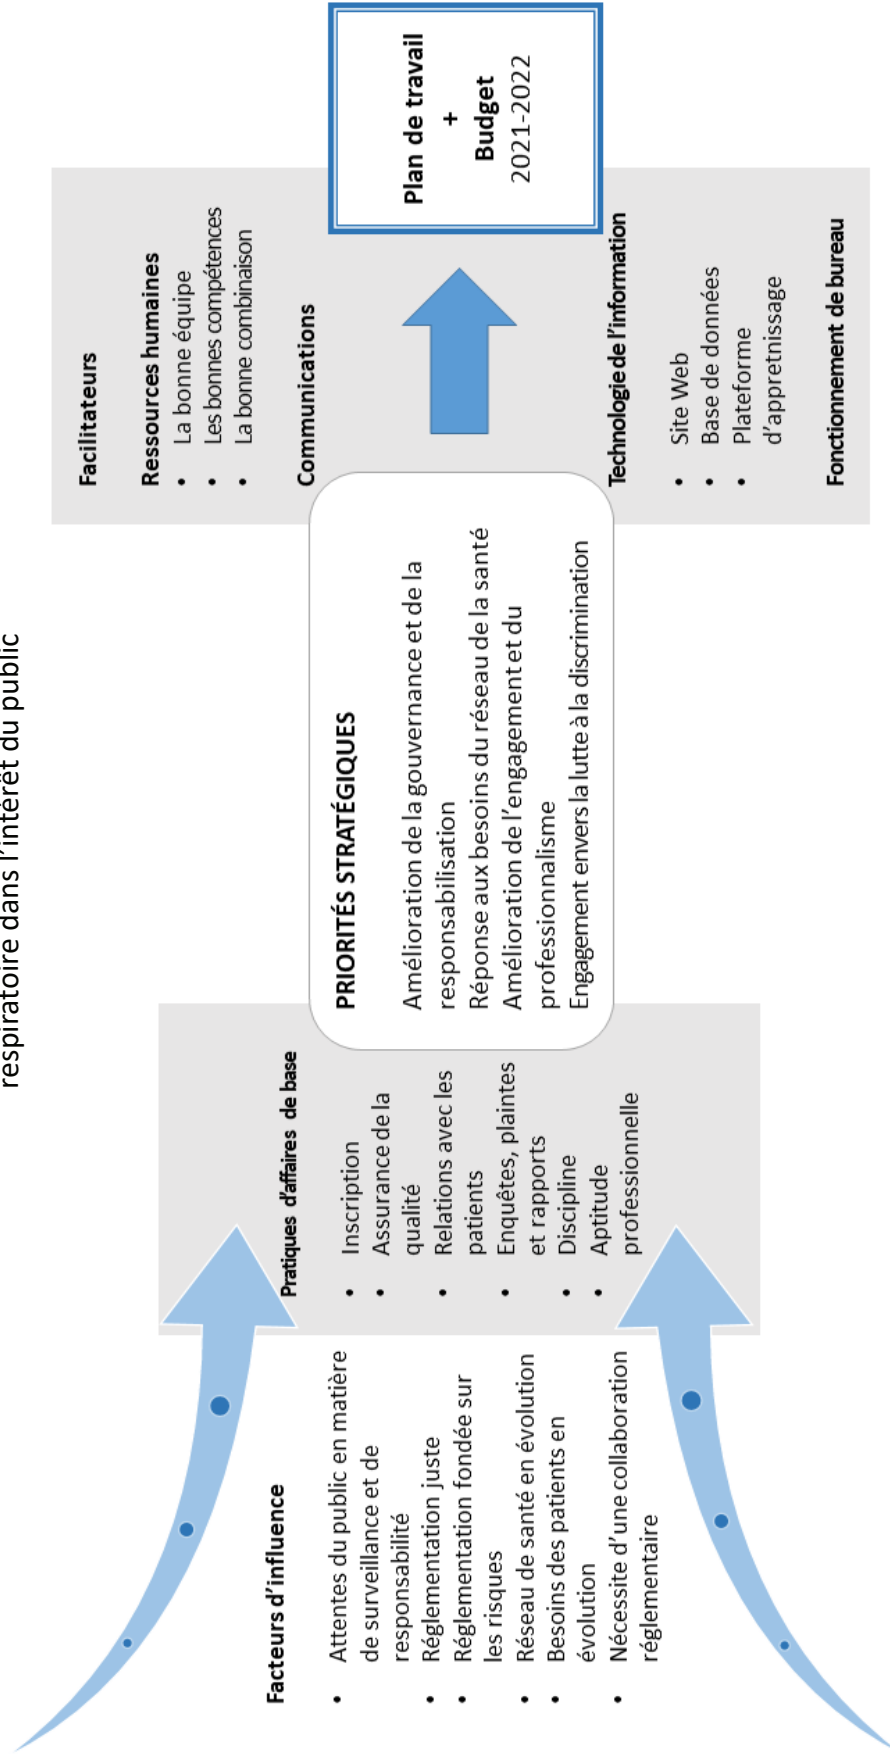 respiratoire dans l'intérêt du public
Facteurs d'influence
• Attentes du public en matière
de surveillance et de
responsabilité
• Réglementation juste
• Réglementation fondée sur
les risques
• Réseau de santé en évolution
• Besoins des patients en
évolution
• Nécessite d'une collaboration
réglementaire
Pratiques d'affaires de base
• Inscription
• Assurance de la
qualité
• Relations avec les
patients
• Enquêtes, plaintes
et rapports
• Discipline
• Aptitude
professionnelle
PRIORITÉS STRATÉGIQUES
Amélioration de la gouvernance et de la
responsabilisation
Réponse aux besoins du réseau de la santé
Amélioration de l'engagement et du
professionnalisme
Engagement envers la lutte à la discrimination
Facilitateurs
Ressources humaines
• La bonne équipe
• Les bonnes compétences
• La bonne combinaison
Communications
Technologie de l'information
• Site Web
• Base de données
• Plateforme
d'appretnissage
Fonctionnement de bureau
Plan de travail
+
Budget
2021-2022